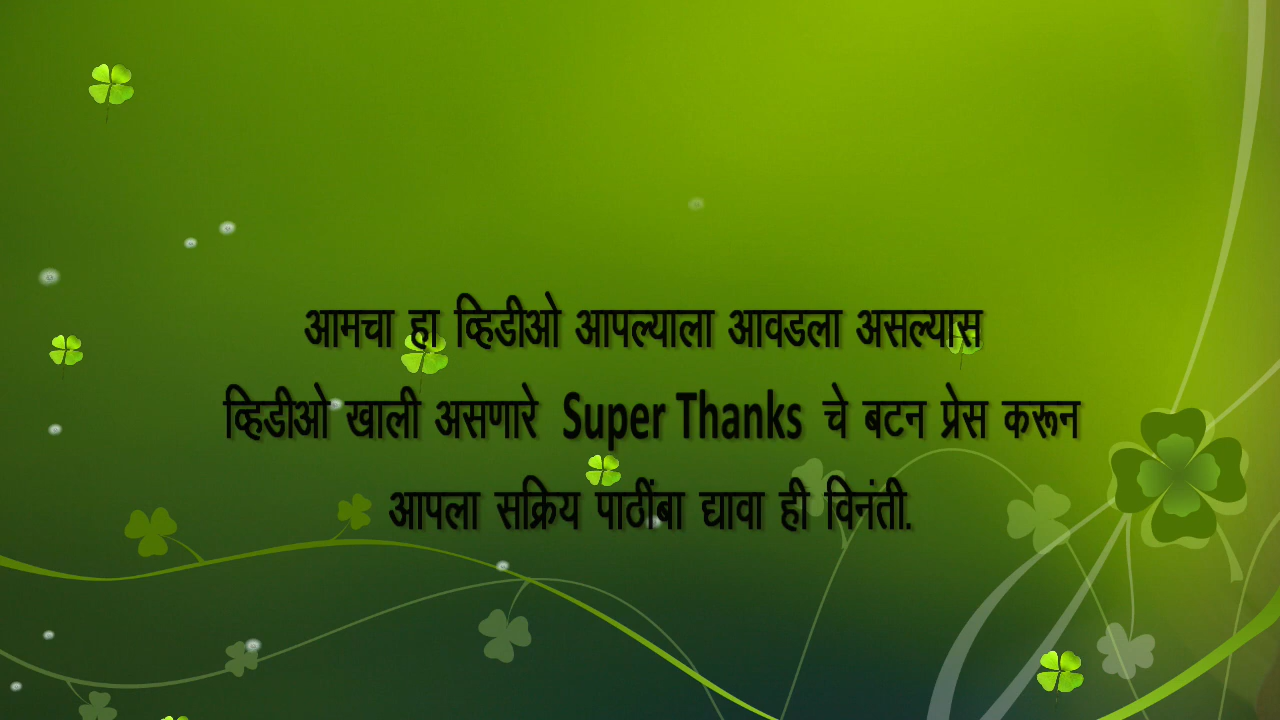 आमचा हा व्हिडीओ आपल्याला आवडला असल्यास
व्हिडीओ खाली असणारे Super Thanks चे बटन प्रेस करून
आपला सक्रिय पाठींबा द्यावा ही विनंती.